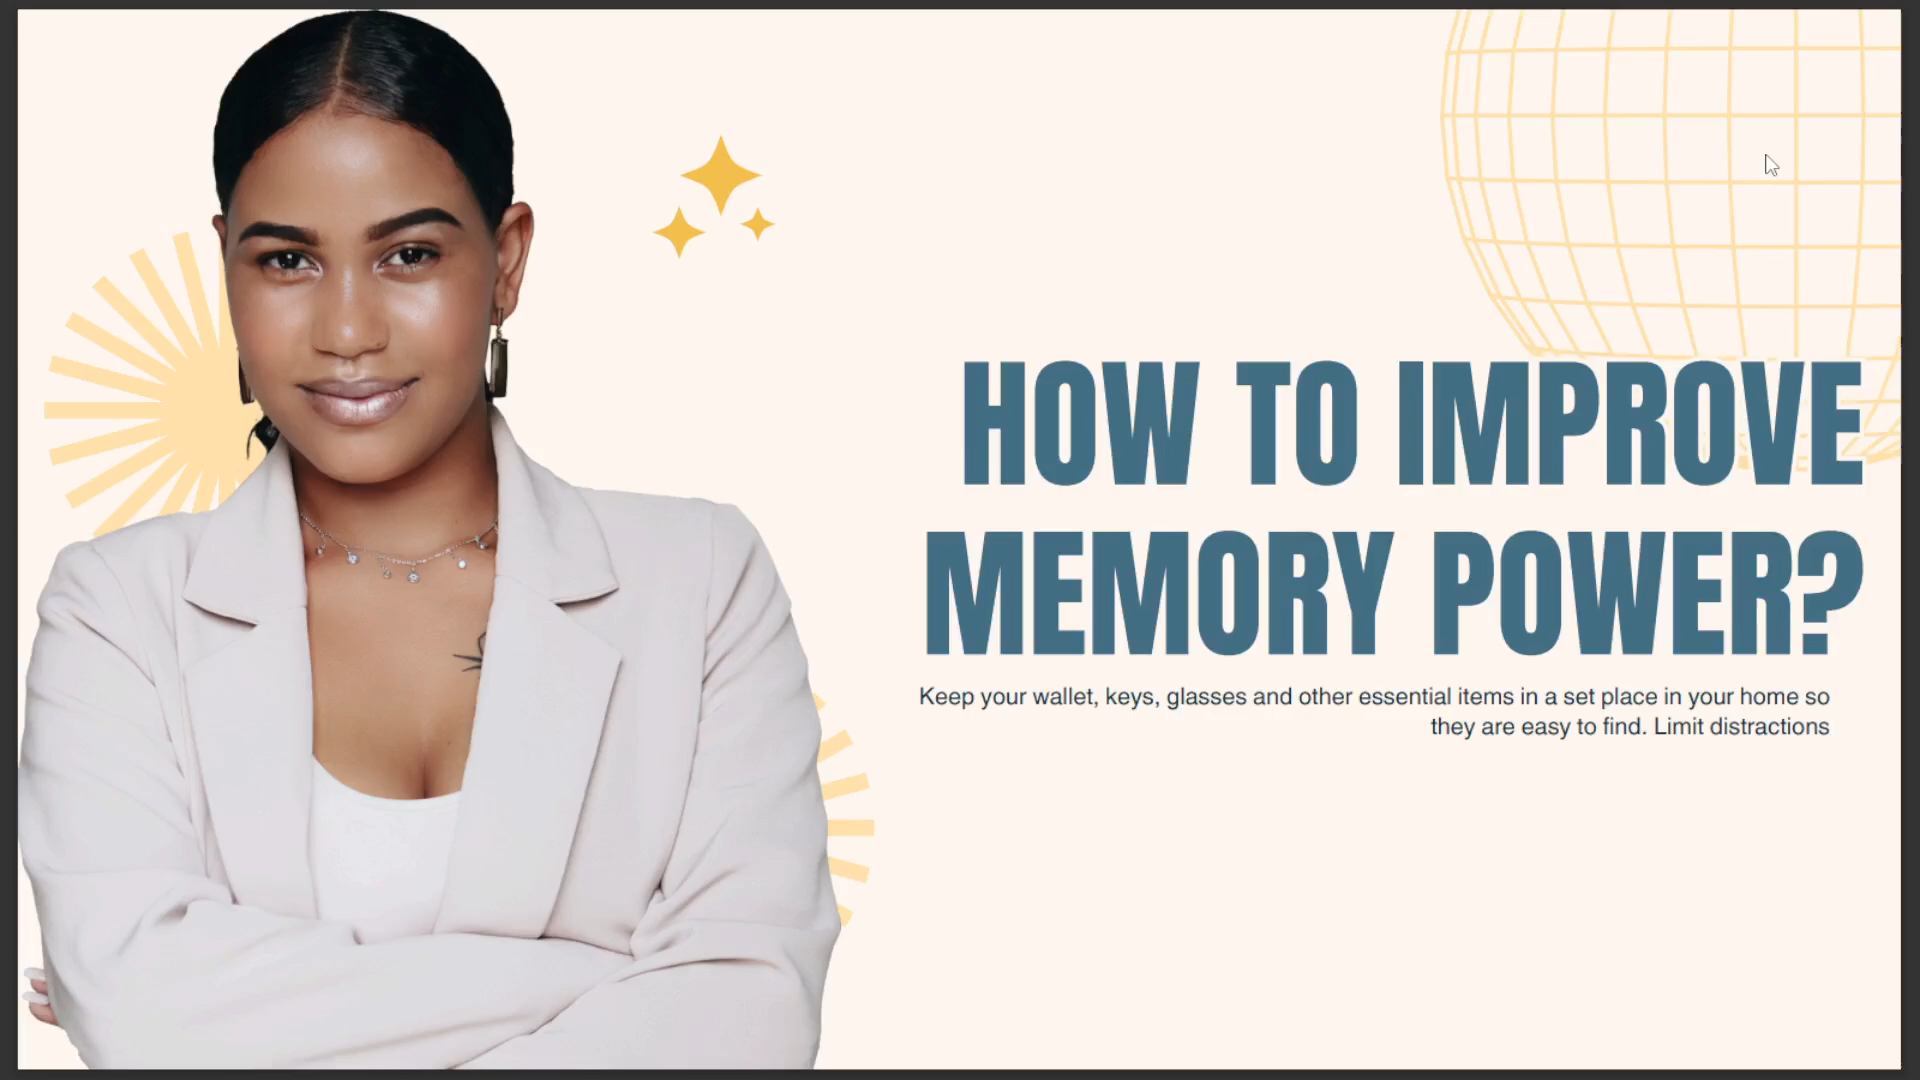 HOW TO IMPROVE
MEMORY POWER?
Keep your wallet, keys, glasses and other essential items in a set place in your home so
they are easy to find. Limit distractions